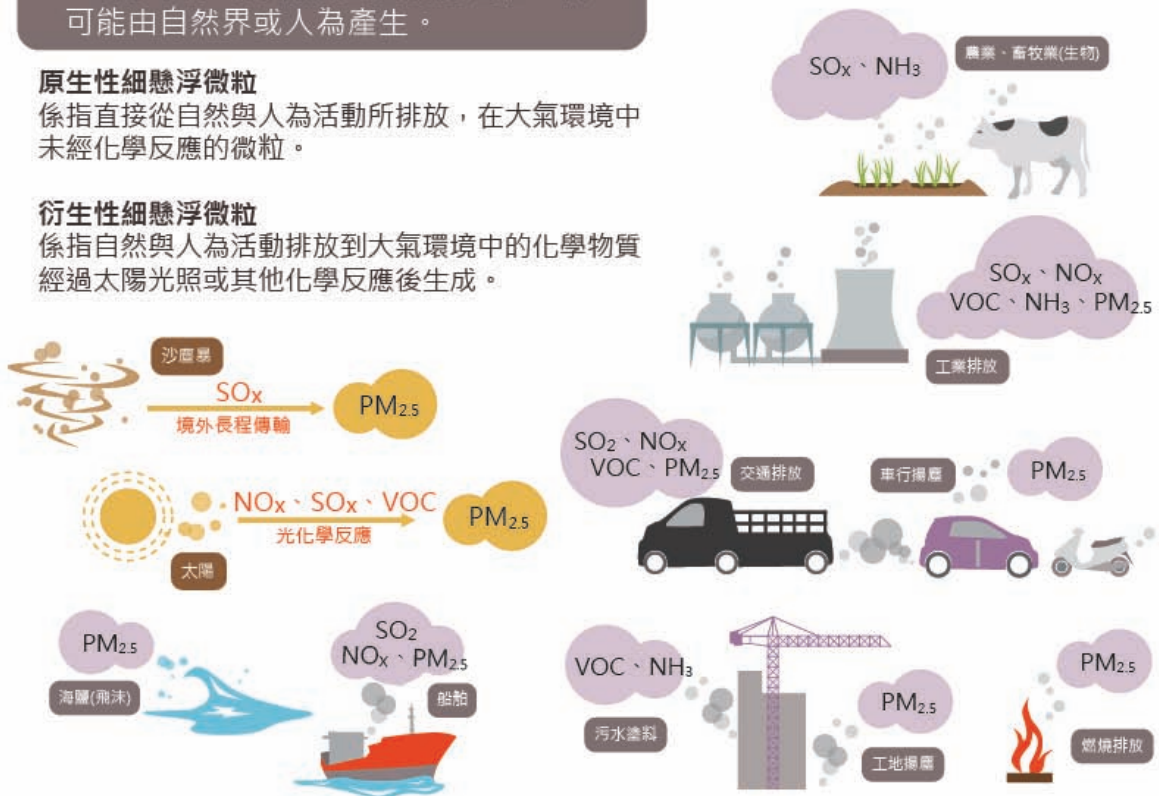 可能由自然界或人為產生。
原生性細懸浮微粒
係指直接從自然與人為活動所排放，在大氣環境中
未經化學反應的微粒。
衍生性細懸浮微粒
係指自然與人為活動排放到大氣環境中的化學物質
經過太陽光照或其他化學反應後生成。
SOx、NH3
農業、畜牧業(生物)
SOx、NOx
VOC、NH3、PM2.5
工業排放
沙塵暴
SOx
境外長程傳輸
PM2.5
SO2、NOx
VOC、PM2.5
交通排放
車行揚塵
PM2.5
NOx、SOx、VOC
光化學反應
PM2.5
太陽
PM2.5
海鹽(飛沫)
SO2
NOx、PM2.5
船舶
VOC、NH3
污水塗料
PM2.5
工地揚塵
PM2.5
燃燒排放